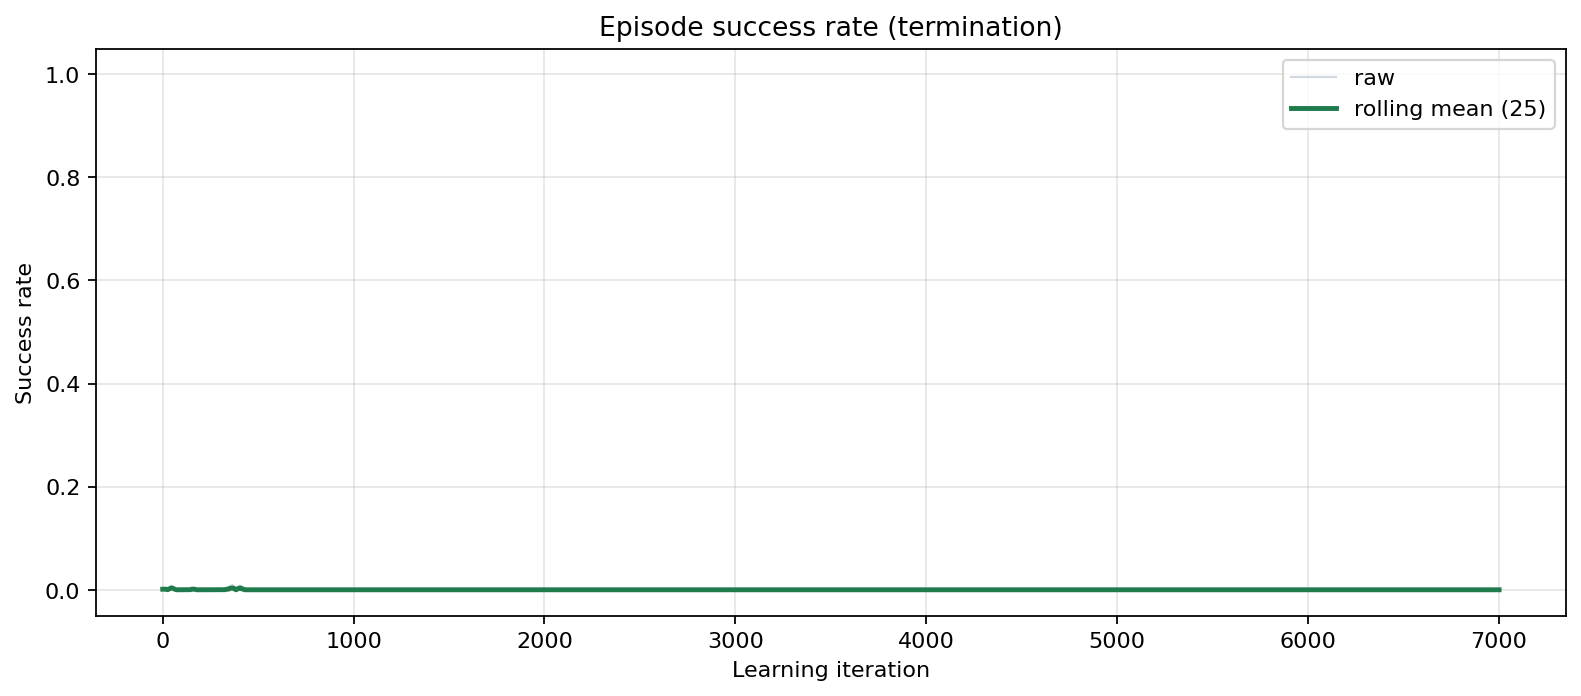 Episode success rate (termination)
raw
rolling mean (25)
1.0
0.8
0.6
0.4
0.2
0.0
Success rate
0 1000 2000 3000 4000 5000 6000 7000
Learning iteration